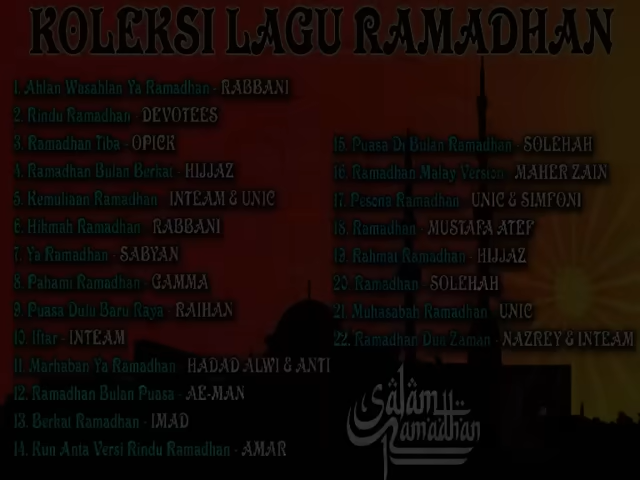 KOLEKSI LAGU RAMADHAN
1. Ahlan Wasahlan Ya Ramadhan - RABBANI
2. Rindu Ramadhan - DEVOTEES
3. Ramadhan Tiba - OPICK
4. Ramadhan Bulan Berkat - HIJJAZ
5. Kemuliaan Ramadhan - INTEAM & UNIC
6. Hikmah Ramadhan - RABBANI
7. Ya Ramadhan - SABYAN
8. Pahami Ramadhan - GAMMA
9. Puasa Dulu Baru Raya - RAIHAN
10. Iftar - INTEAM
11. Marhaban Ya Ramadhan - HADAD ALWI & ANTI
12. Ramadhan Bulan Puasa - AE-MAN
13. Berkat Ramadhan - IMAD
14. Kun Anta Versi Rindu Ramadhan - AMAR
15. Puasa Di Bulan Ramadhan - SOLEHAH
16. Ramadhan Malay Version - MAHER ZAIN
17. Pesona Ramadhan - UNIC & SIMFONI
18. Ramadhan - MUSTAFA ATEF
19. Rahmat Ramadhan - HIJJAZ
20. Ramadhan - SOLEHAH
21. Muhasabah Ramadhan - UNIC
22. Ramadhan Dua Zaman - NAZREY & INTEAM
Salam
Ramadhan